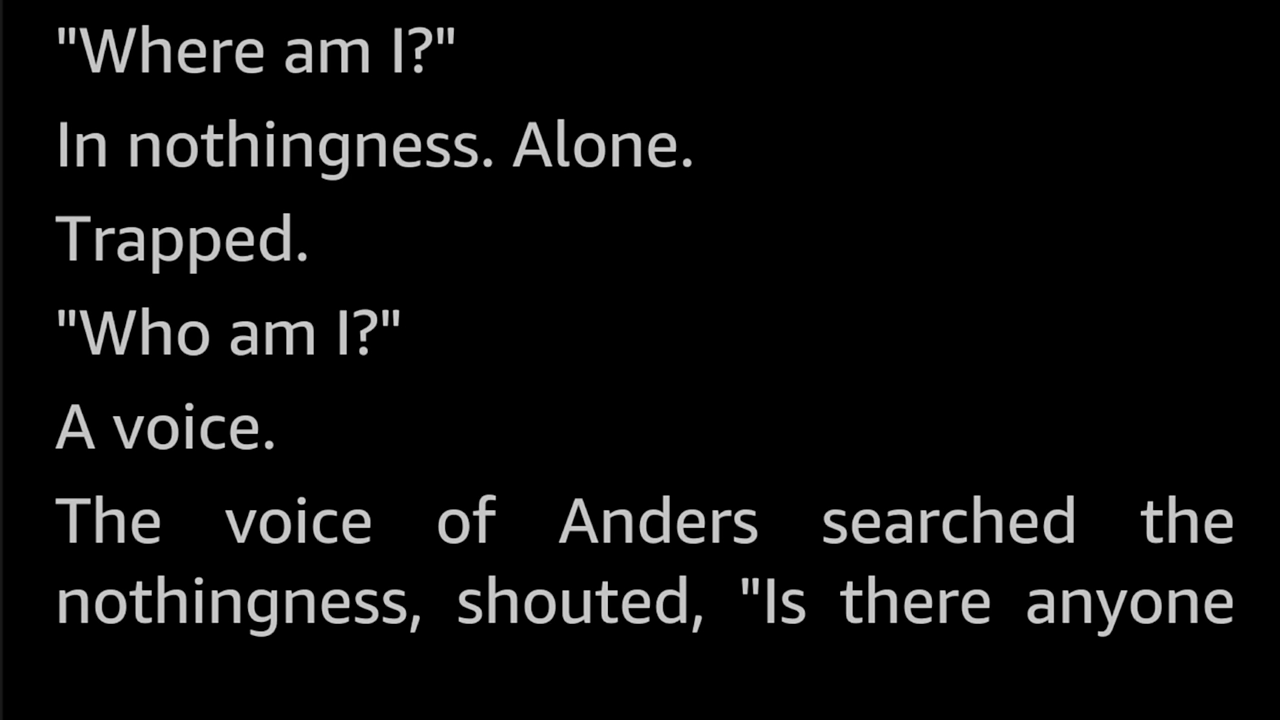 "Where am I?"
In nothingness. Alone.
Trapped.
"Who am I?"
A voice.
The voice of Anders searched the
nothingness, shouted, "Is there anyone